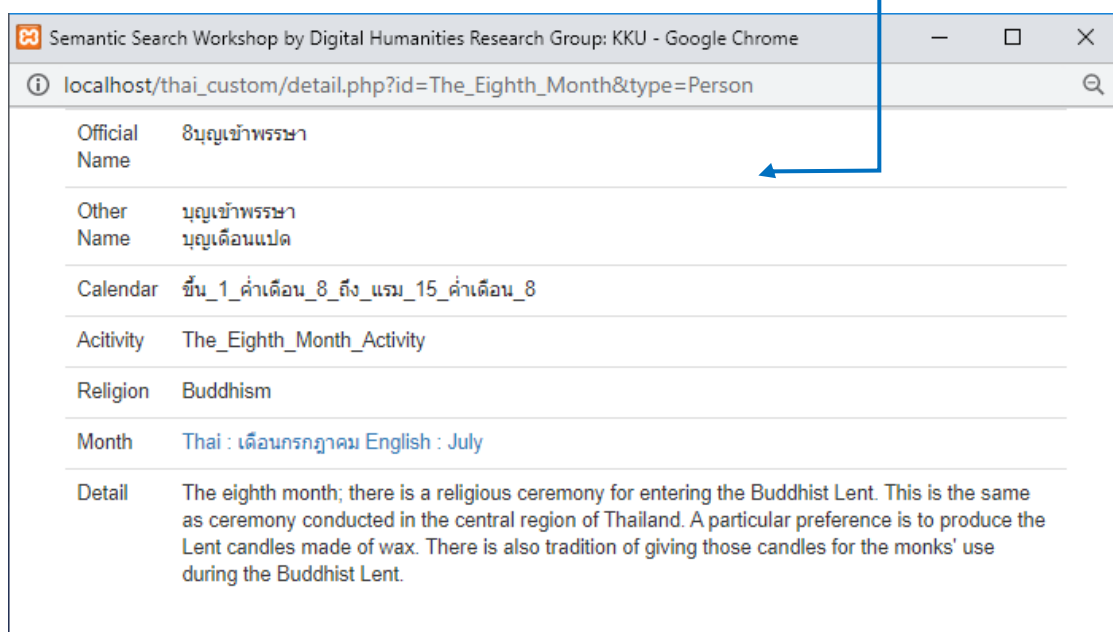 Semantic Search Workshop by Digital Humanities Research Group: KKU - Google Chrome
localhost/thai_custom/detail.php?id=The_Eighth_Month&type=Person
Official 8บุญเข้าพรรษา
Name
Other บุญเข้าพรรษา
Name บุญเดือนแปด
Calendar ขึ้น_1_ค่ำเดือน_8_ถึง_แรม_15_ค่ำเดือน_8
Acitivity The_Eighth_Month_Activity
Religion Buddhism
Month Thai : เดือนกรกฎาคม English : July
Detail The eighth month; there is a religious ceremony for entering the Buddhist Lent. This is the same
as ceremony conducted in the central region of Thailand. A particular preference is to produce the
Lent candles made of wax. There is also tradition of giving those candles for the monks' use
during the Buddhist Lent.